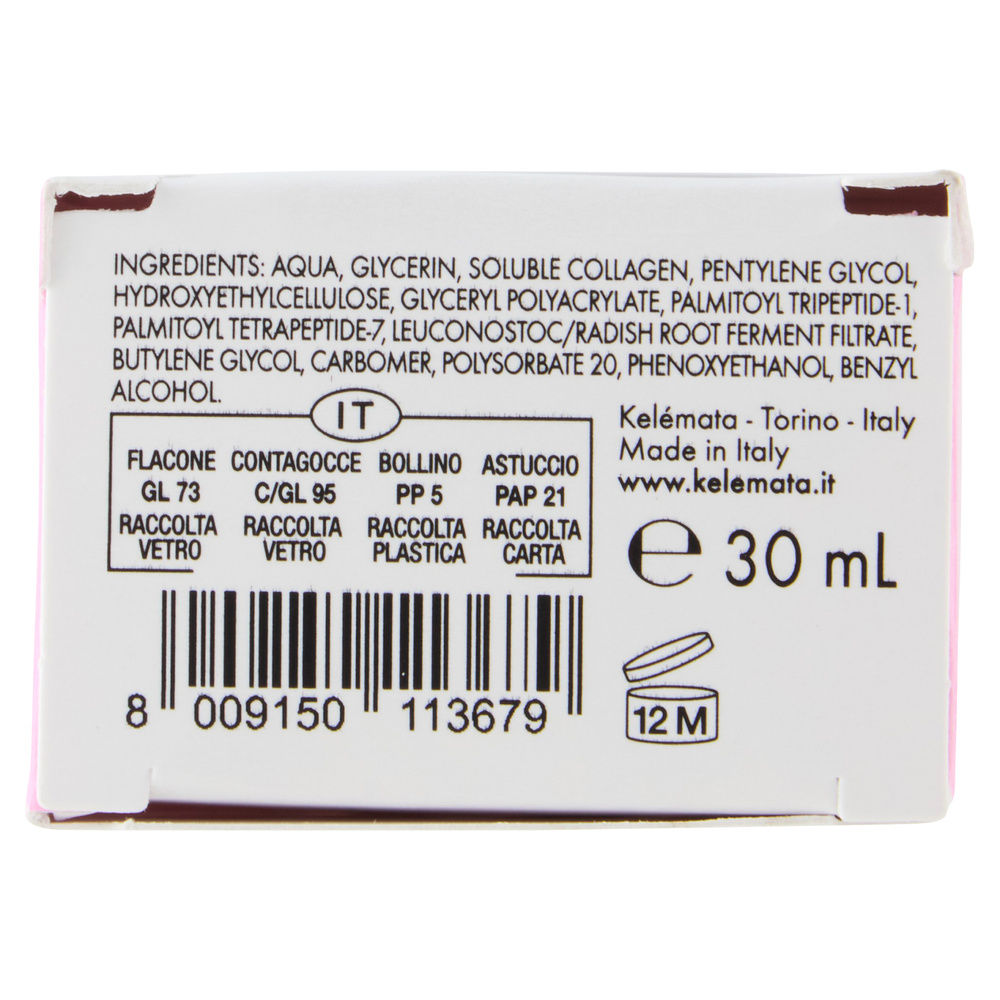 INGREDIENTS: AQUA, GLYCERIN, SOLUBLE COLLAGEN, PENTYLENE GLYCOL,
HYDROXYETHYLCELLULOSE, GLYCERYL POLYACRYLATE, PALMITOYL TRIPEPTIDE-1,
PALMITOYL TETRAPEPTIDE-7, LEUCONOSTOC/RADISH ROOT FERMENT FILTRATE,
BUTYLENE GLYCOL, CARBOMER, POLYSORBATE 20, PHENOXYETHANOL, BENZYL
ALCOHOL.
IT
FLACONE CONTAGOCCE BOLLINO ASTUCCIO
GL 73 C/GL 95 PP 5 PAP 21
RACCOLTA RACCOLTA RACCOLTA RACCOLTA
VETRO VETRO PLASTICA CARTA
Kelémata - Torino - Italy
Made in Italy
www.kelemata.it
℮ 30 mL
12 M
8 009150 113679